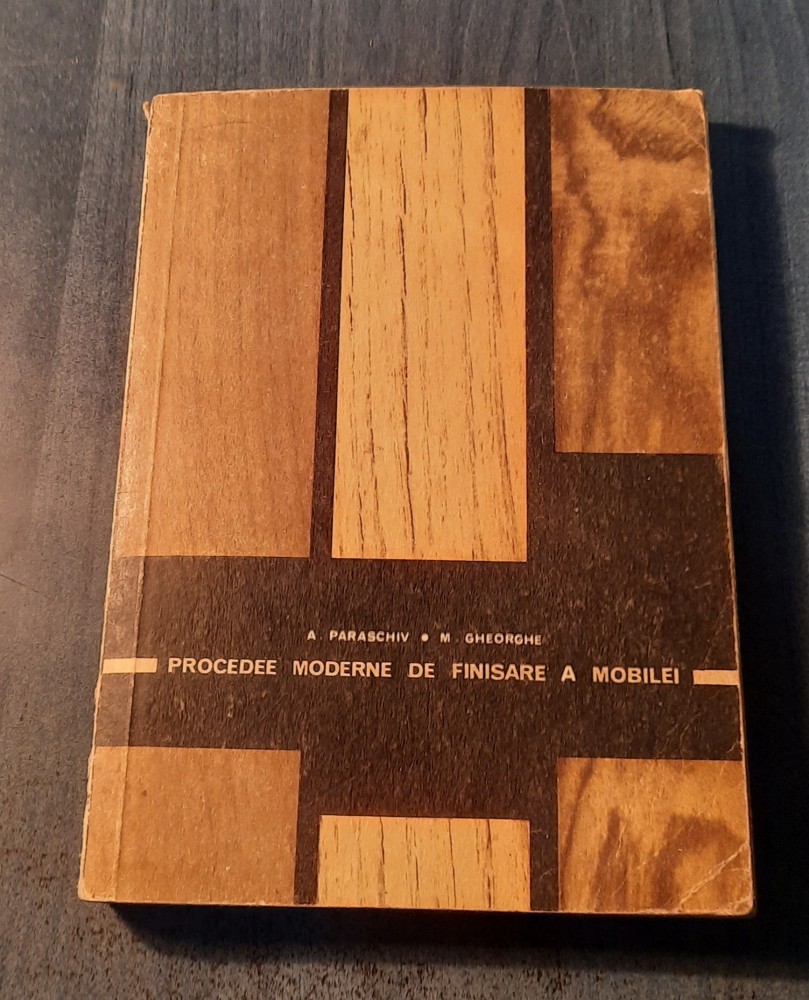 A. PARASCHIV • M. GHEORGHE
PROCEDEE MODERNE DE FINISARE A MOBILEI